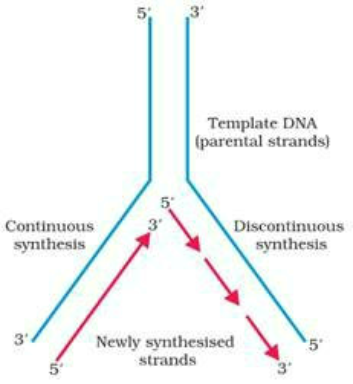 5′
3′
Template DNA
(parental strands)
5′
3′
Continuous
synthesis
Discontinuous
synthesis
3′
5′
Newly synthesised
strands
5′
3′